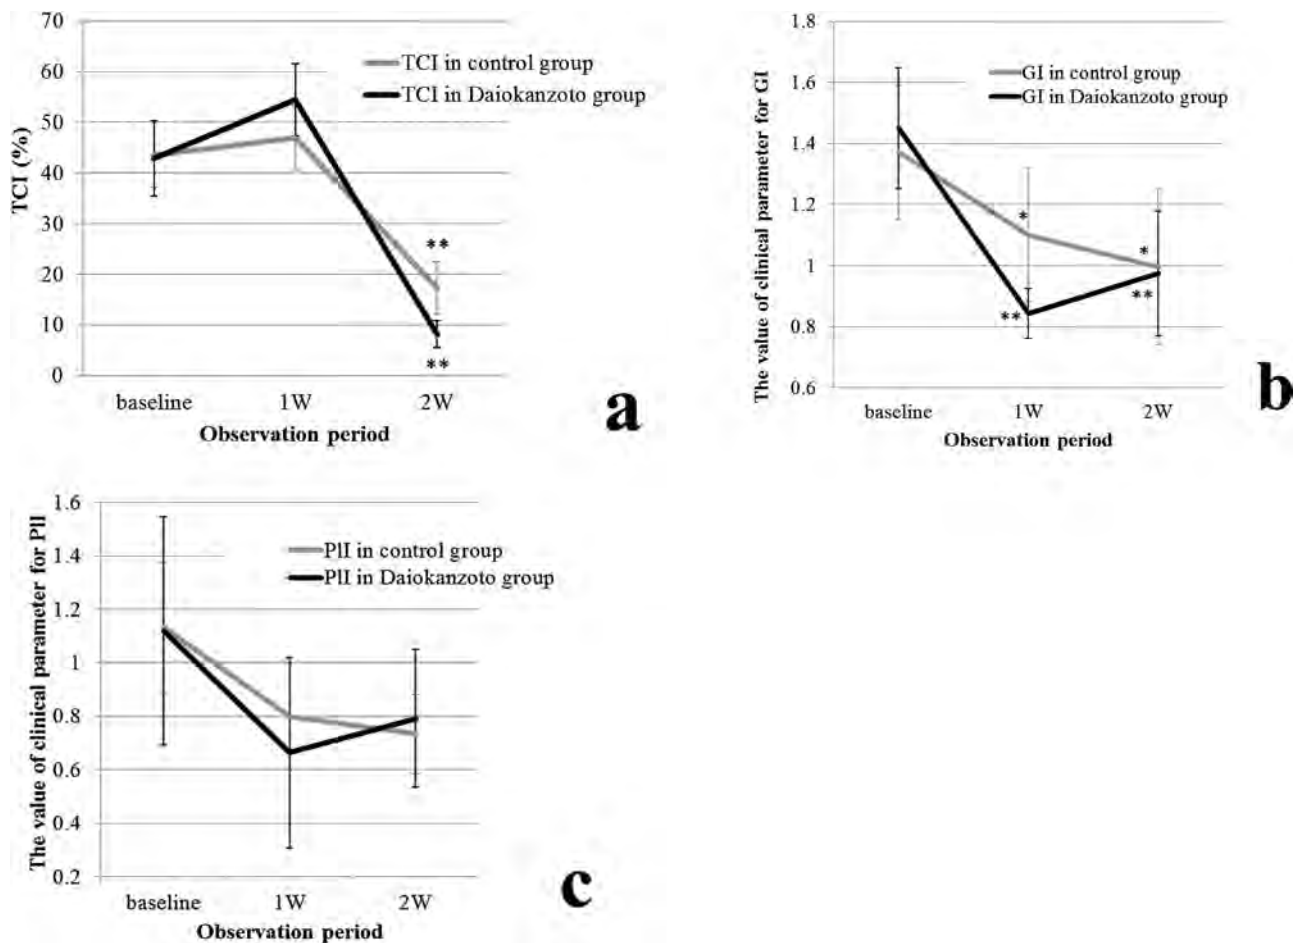 70
60
50
40
30
20
10
0
TCI (%)
TCI in control group
TCI in Daiokanzoto group
**
**
baseline 1W 2W
Observation period
a
1.8
1.6
1.4
1.2
1
0.8
0.6
The value of clinical parameter for GI
GI in control group
GI in Daiokanzoto group
*
*
**
**
baseline 1W 2W
Observation period
b
1.6
1.4
1.2
1
0.8
0.6
0.4
0.2
The value of clinical parameter for PlI
PlI in control group
PlI in Daiokanzoto group
baseline 1W 2W
Observation period
c